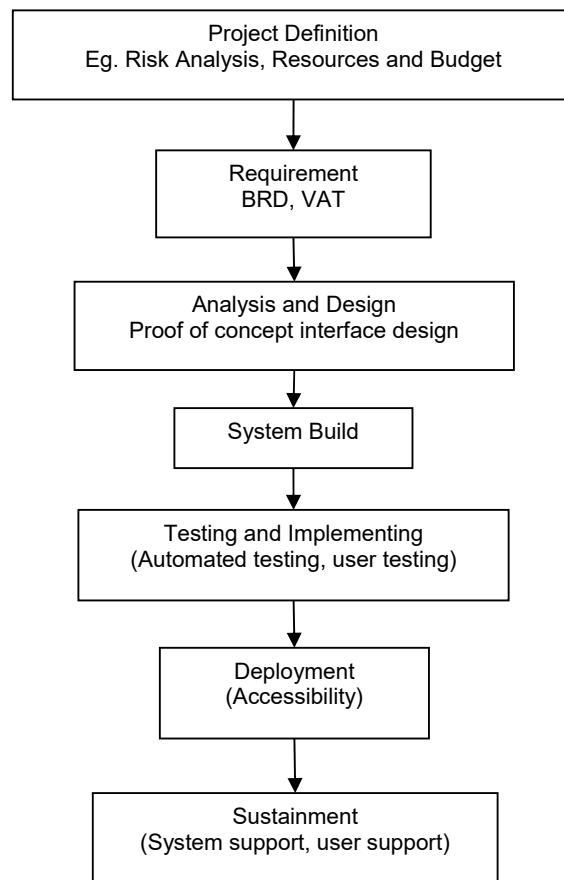 Project Definition
Eg. Risk Analysis, Resources and Budget
Requirement
BRD, VAT
Analysis and Design
Proof of concept interface design
System Build
Testing and Implementing
(Automated testing, user testing)
Deployment
(Accessibility)
Sustainment
(System support, user support)